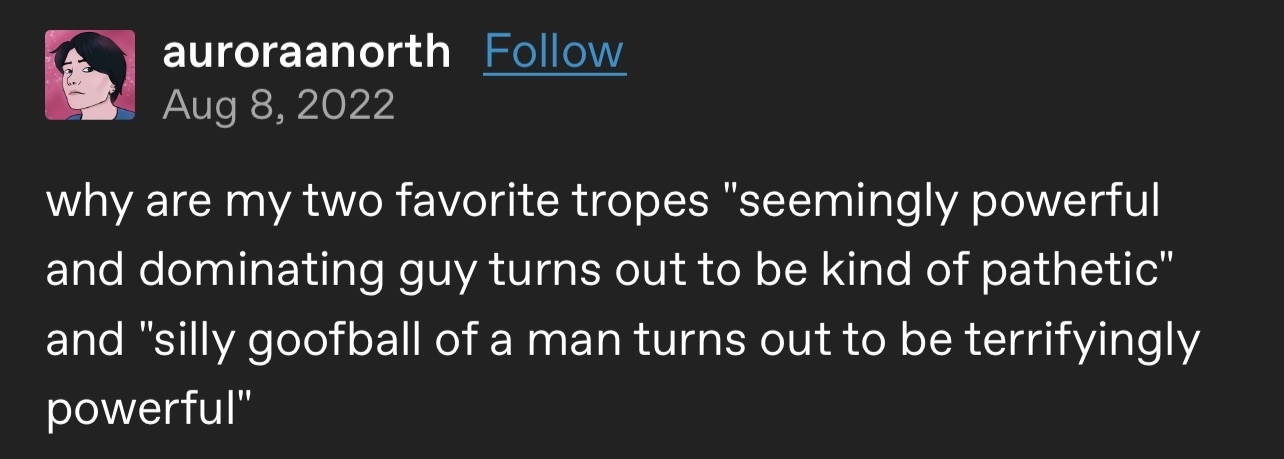 auroraanorth Follow
Aug 8, 2022
why are my two favorite tropes "seemingly powerful
and dominating guy turns out to be kind of pathetic"
and "silly goofball of a man turns out to be terrifyingly
powerful"